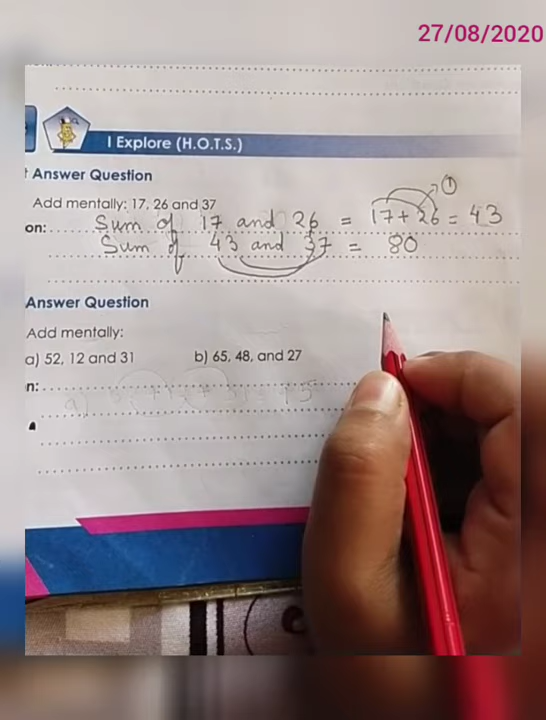 27/08/2020
I Explore (H.O.T.S.)
Answer Question
Add mentally: 17, 26 and 37
on: Sum of 17 and 26 = 17 + 26 = 43
1
Sum of 43 and 37 = 80
Answer Question
Add mentally:
a) 52, 12 and 31 b) 65, 48, and 27
n:
a)